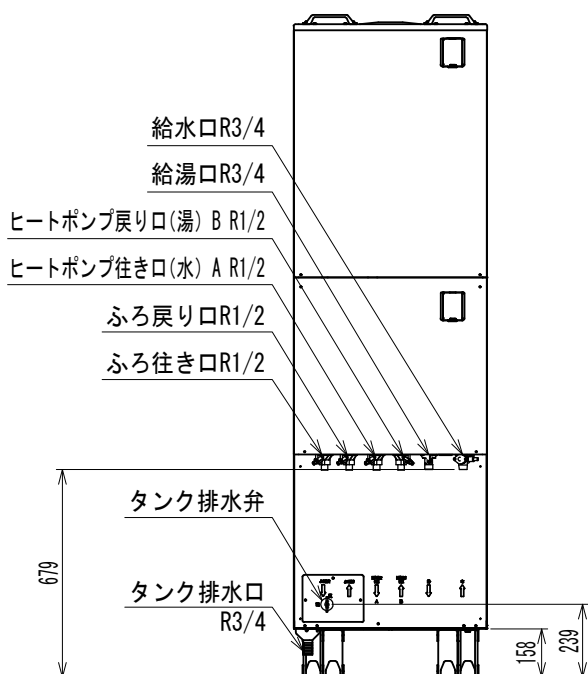 給水口R3/4
給湯口R3/4
ヒートポンプ戻り口(湯) B R1/2
ヒートポンプ往き口(水) A R1/2
ふろ戻り口R1/2
ふろ往き口R1/2
タンク排水弁
タンク排水口
R3/4
679
158
239
A
B